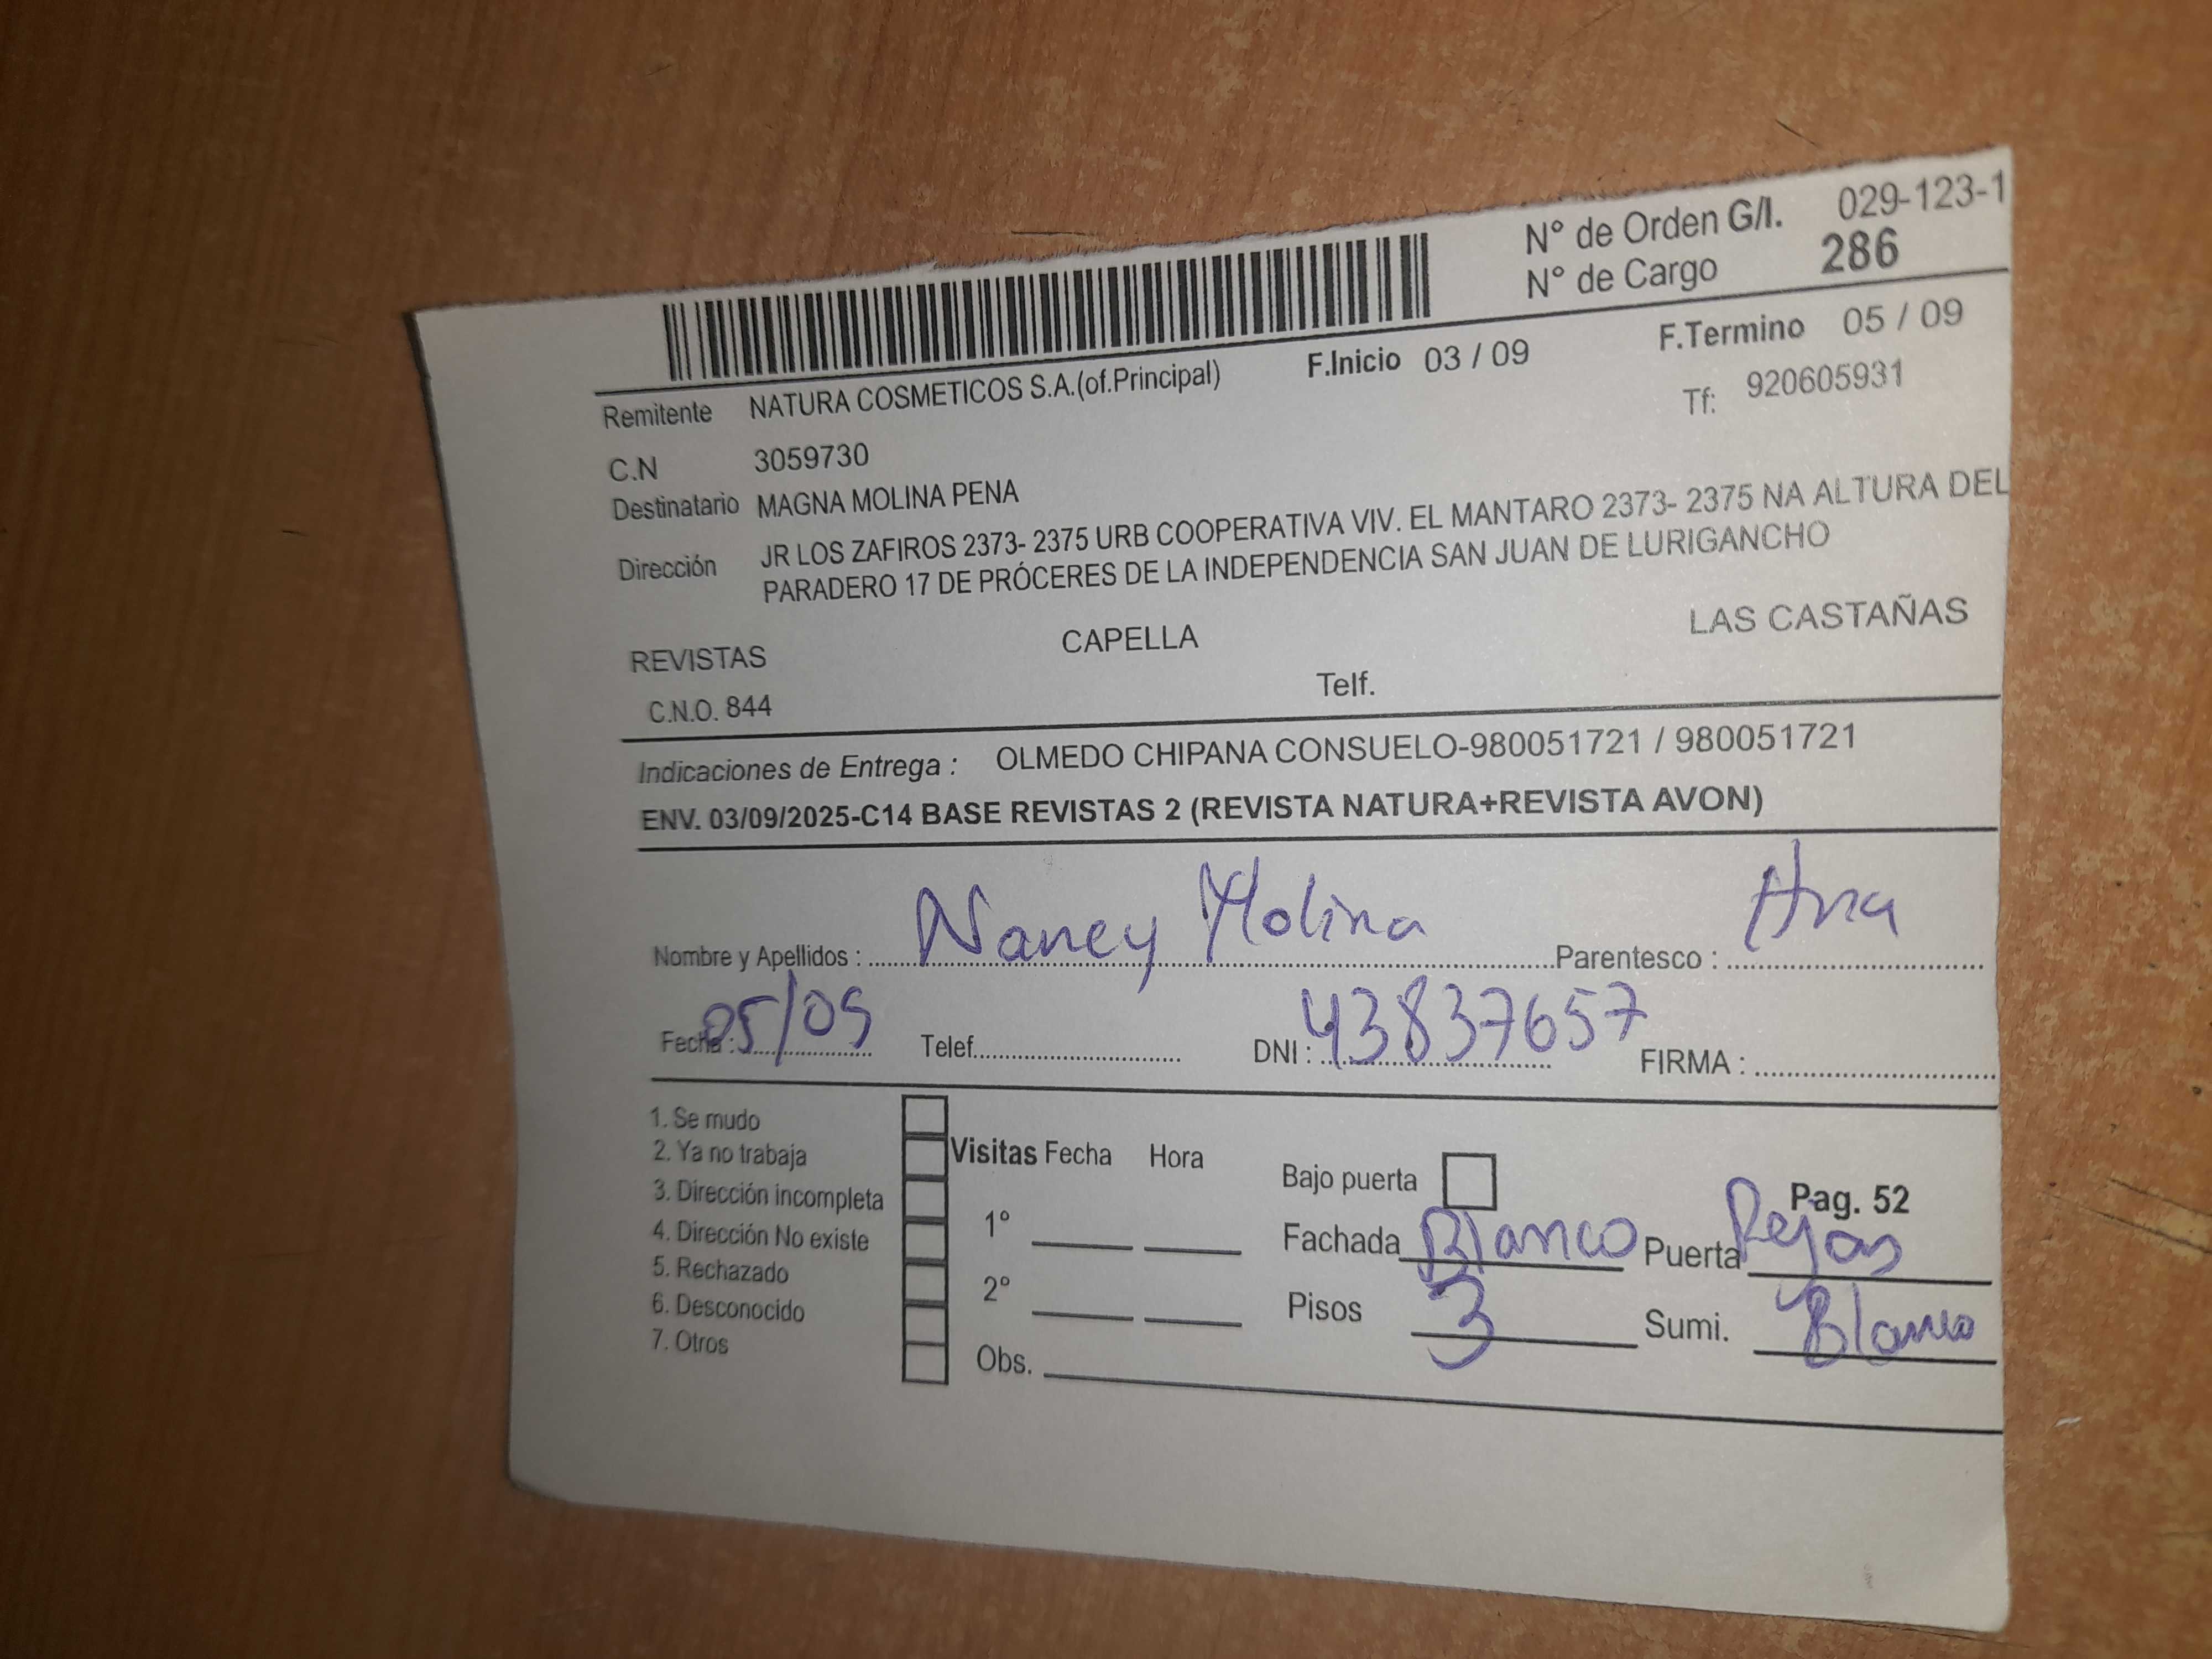 N° de Orden G/I. 029-123-1
N° de Cargo 286
F.Inicio 03 / 09 F.Termino 05 / 09
Remitente NATURA COSMETICOS S.A.(of.Principal) Tf: 920605931
C.N 3059730
Destinatario MAGNA MOLINA PENA
Dirección JR LOS ZAFIROS 2373- 2375 URB COOPERATIVA VIV. EL MANTARO 2373- 2375 NA ALTURA DEL
PARADERO 17 DE PRÓCERES DE LA INDEPENDENCIA SAN JUAN DE LURIGANCHO
REVISTAS CAPELLA LAS CASTAÑAS
C.N.O. 844 Telf.
Indicaciones de Entrega : OLMEDO CHIPANA CONSUELO-980051721 / 980051721
ENV. 03/09/2025-C14 BASE REVISTAS 2 (REVISTA NATURA+REVISTA AVON)
Nombre y Apellidos : Nancy Molina Parentesco : Hna
Fecha : 05/09 Telef. DNI : 43837657 FIRMA :
1. Se mudo
2. Ya no trabaja
3. Dirección incompleta
4. Dirección No existe
5. Rechazado
6. Desconocido
7. Otros
Visitas Fecha Hora
1°
2°
Obs.
Bajo puerta Pag. 52
Fachada Blanco Puerta Rejas
Pisos 3 Sumi. Blanco